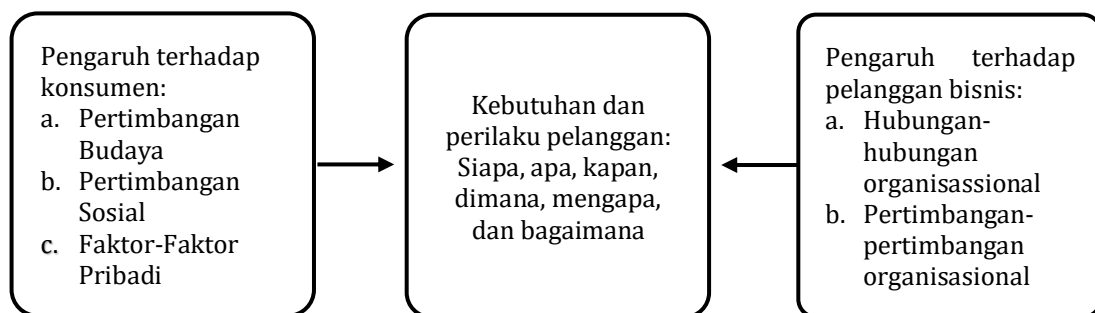 Pengaruh terhadap
konsumen:
a. Pertimbangan
Budaya
b. Pertimbangan
Sosial
c. Faktor-Faktor
Pribadi
Kebutuhan dan
perilaku pelanggan:
Siapa, apa, kapan,
dimana, mengapa,
dan bagaimana
Pengaruh terhadap
pelanggan bisnis:
a. Hubungan-
hubungan
organisassional
b. Pertimbangan-
pertimbangan
organisasional